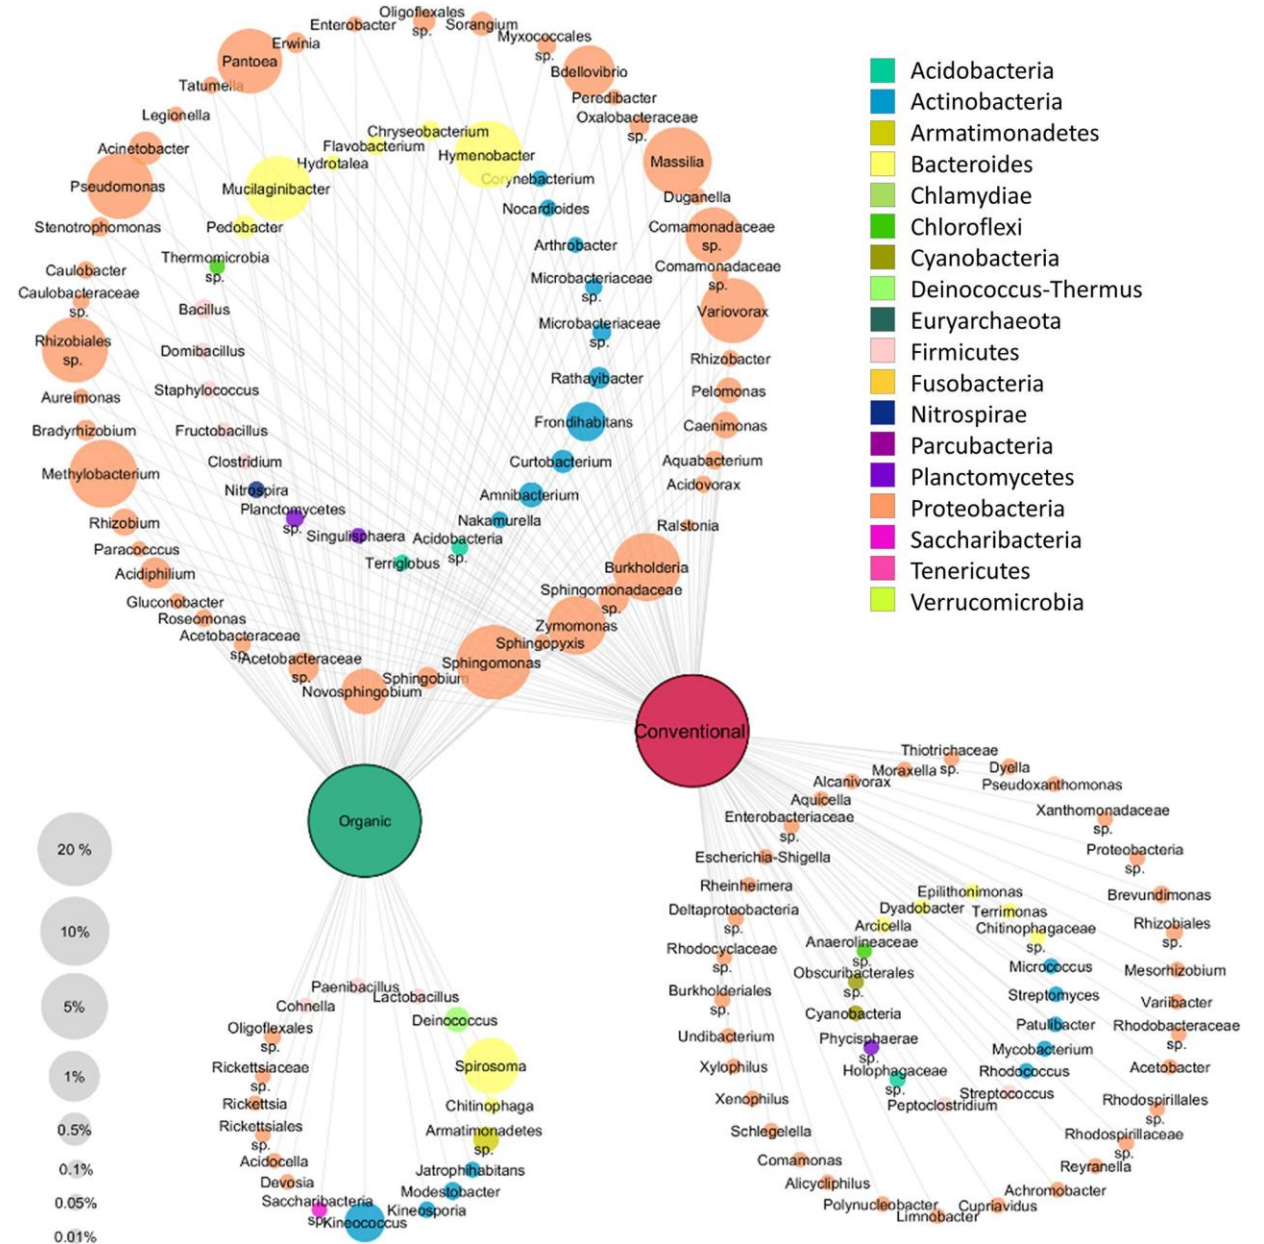 Oligoflexales
sp.
Sorangium
Enterobacter
Myxococcales
sp.
Erwinia
Pantoea
Bdellovibrio
Tatumella
Peredibacter
Legionella
Oxalobacteraceae
sp.
Chryseobacterium
Flavobacterium
Acinetobacter
Hymenobacter
Hydrotalea
Massilia
Corynebacterium
Pseudomonas
Mucilaginibacter
Duganella
Nocardioides
Stenotrophomonas
Pedobacter
Comamonadaceae
sp.
Arthrobacter
Thermomicrobia
sp.
Caulobacter
Comamonadaceae
sp.
Microbacteriaceae
sp.
Caulobacteraceae
sp.
Bacillus
Variovorax
Microbacteriaceae
sp.
Rhizobiales
sp.
Domibacillus
Rhizobacter
Rathayibacter
Staphylococcus
Pelomonas
Aureimonas
Frondihabitans
Caenimonas
Bradyrhizobium
Fructobacillus
Curtobacterium
Aquabacterium
Clostridium
Methylobacterium
Acidovorax
Nitrospira
Amnibacterium
Planctomycetes
sp.
Rhizobium
Nakamurella
Ralstonia
Singulisphaera
Acidobacteria
sp.
Paracocccus
Terriglobus
Burkholderia
Acidiphilium
Sphingomonadaceae
sp.
Gluconobacter
Roseomonas
Zymomonas
Acetobacteraceae
sp.
Sphingopyxis
Acetobacteraceae
sp.
Sphingomonas
Sphingobium
Novosphingobium
Acidobacteria
Actinobacteria
Armatimonadetes
Bacteroides
Chlamydiae
Chloroflexi
Cyanobacteria
Deinococcus-Thermus
Euryarchaeota
Firmicutes
Fusobacteria
Nitrospirae
Parcubacteria
Planctomycetes
Proteobacteria
Saccharibacteria
Tenericutes
Verrucomicrobia
Conventional
Organic
20 %
10%
5%
1%
0.5%
0.1%
0.05%
0.01%
Paenibacillus
Lactobacillus
Cohnella
Deinococcus
Oligoflexales
sp.
Spirosoma
Rickettsiaceae
sp.
Rickettsia
Chitinophaga
Rickettsiales
sp.
Armatimonadetes
sp.
Acidocella
Jatrophihabitans
Devosia
Modestobacter
Saccharibacteria
sp.
Kineosporia
Kineococcus
Thiotrichaceae
sp.
Moraxella
Dyella
Alcanivorax
Pseudoxanthomonas
Aquicella
Xanthomonadaceae
sp.
Enterobacteriaceae
sp.
Proteobacteria
sp.
Escherichia-Shigella
Rheinheimera
Epilithonimonas
Brevundimonas
Deltaproteobacteria
sp.
Dyadobacter
Terrimonas
Arcicella
Chitinophagaceae
sp.
Rhizobiales
sp.
Rhodocyclaceae
sp.
Anaerolineaceae
sp.
Micrococcus
Mesorhizobium
Obscuribacterales
sp.
Burkholderiales
sp.
Streptomyces
Variibacter
Cyanobacteria
Patulibacter
Rhodobacteraceae
sp.
Undibacterium
Phycisphaerae
sp.
Mycobacterium
Xylophilus
Holophagaceae
sp.
Rhodococcus
Acetobacter
Xenophilus
Streptococcus
Peptoclostridium
Rhodospirillales
sp.
Schlegelella
Rhodospirillaceae
sp.
Comamonas
Reyranella
Alicycliphilus
Achromobacter
Polynucleobacter
Cupriavidus
Limnobacter